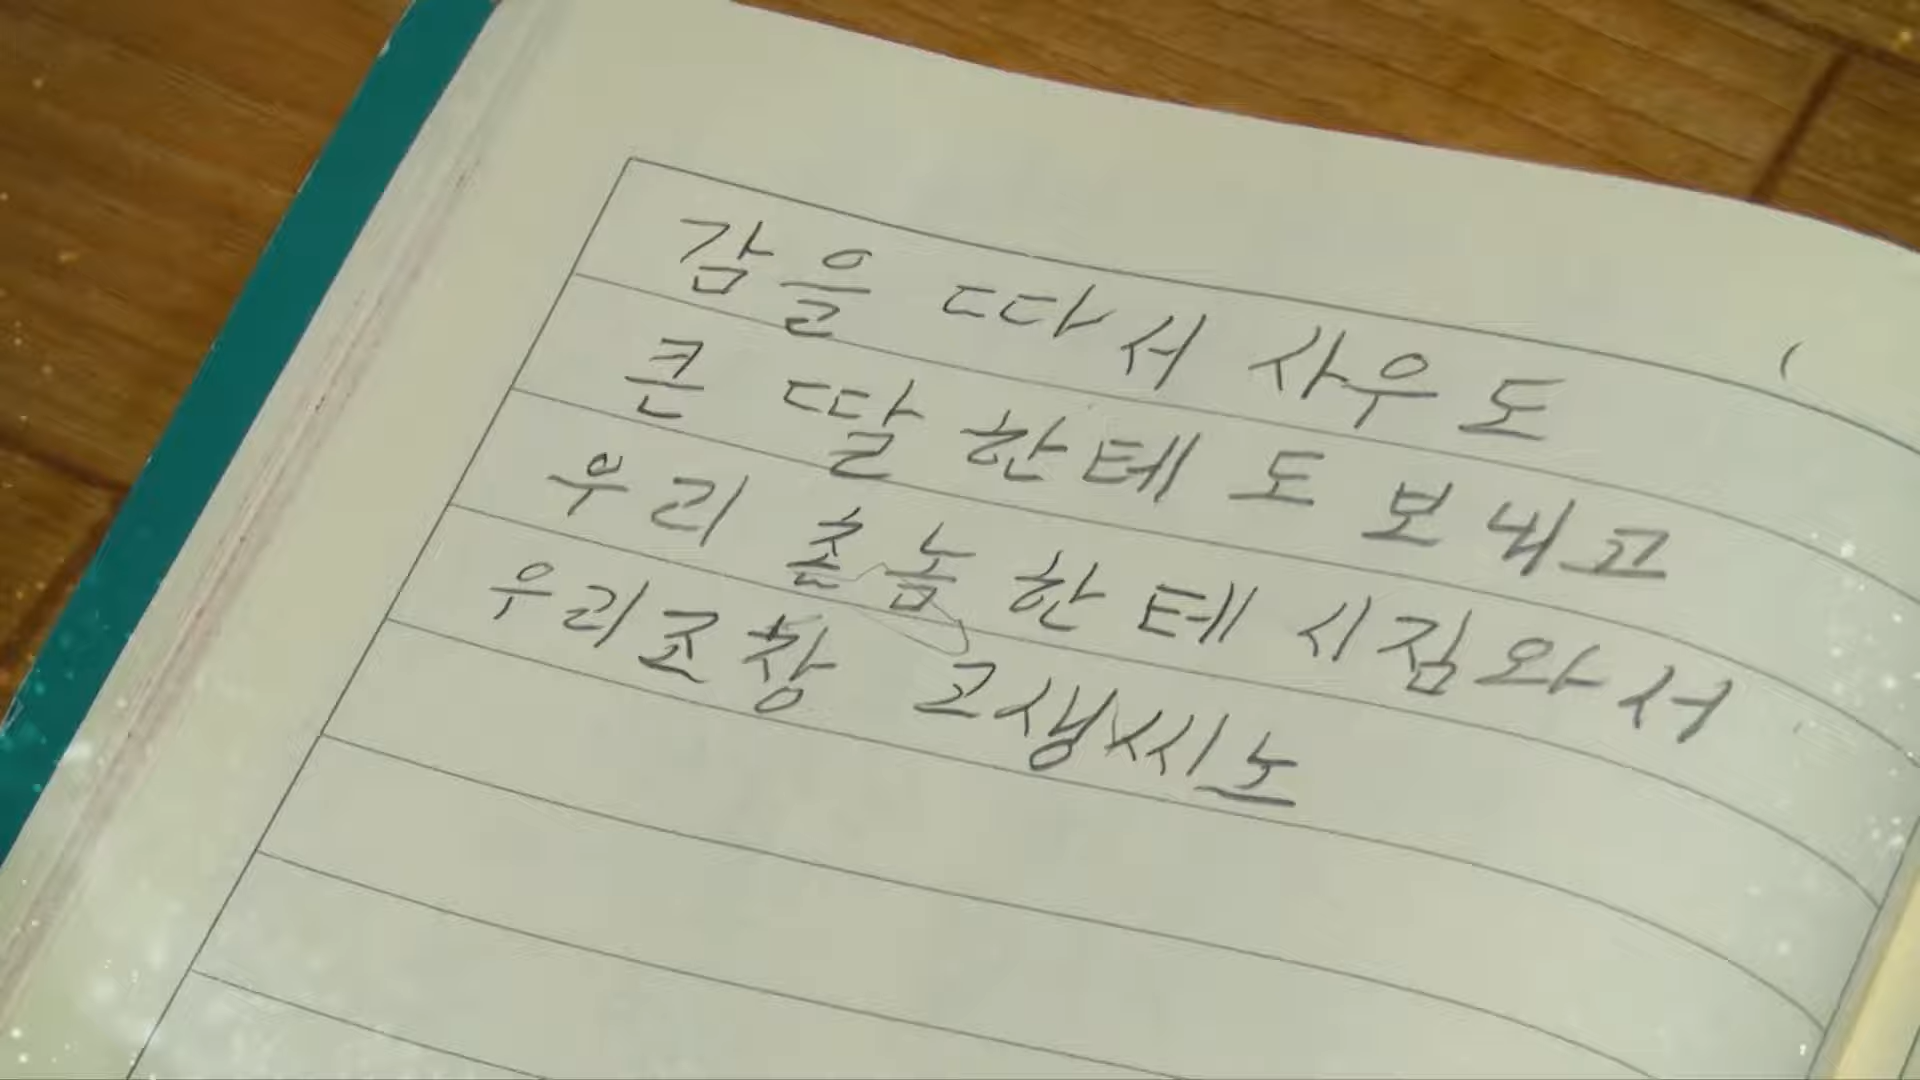 감을 따서 사우도
큰 딸 한테도 보내고
우리 촌놈 한테 시집와서
우리조창 고생씨노